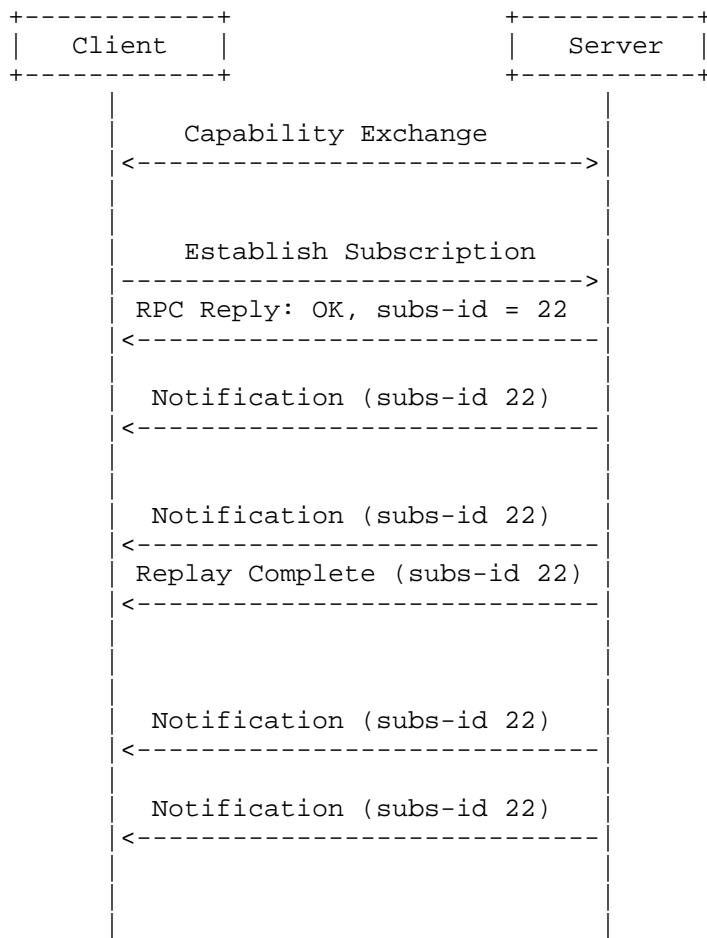 Client Server
Capability Exchange
Establish Subscription
RPC Reply: OK, subs-id = 22
Notification (subs-id 22)
Notification (subs-id 22)
Replay Complete (subs-id 22)
Notification (subs-id 22)
Notification (subs-id 22)